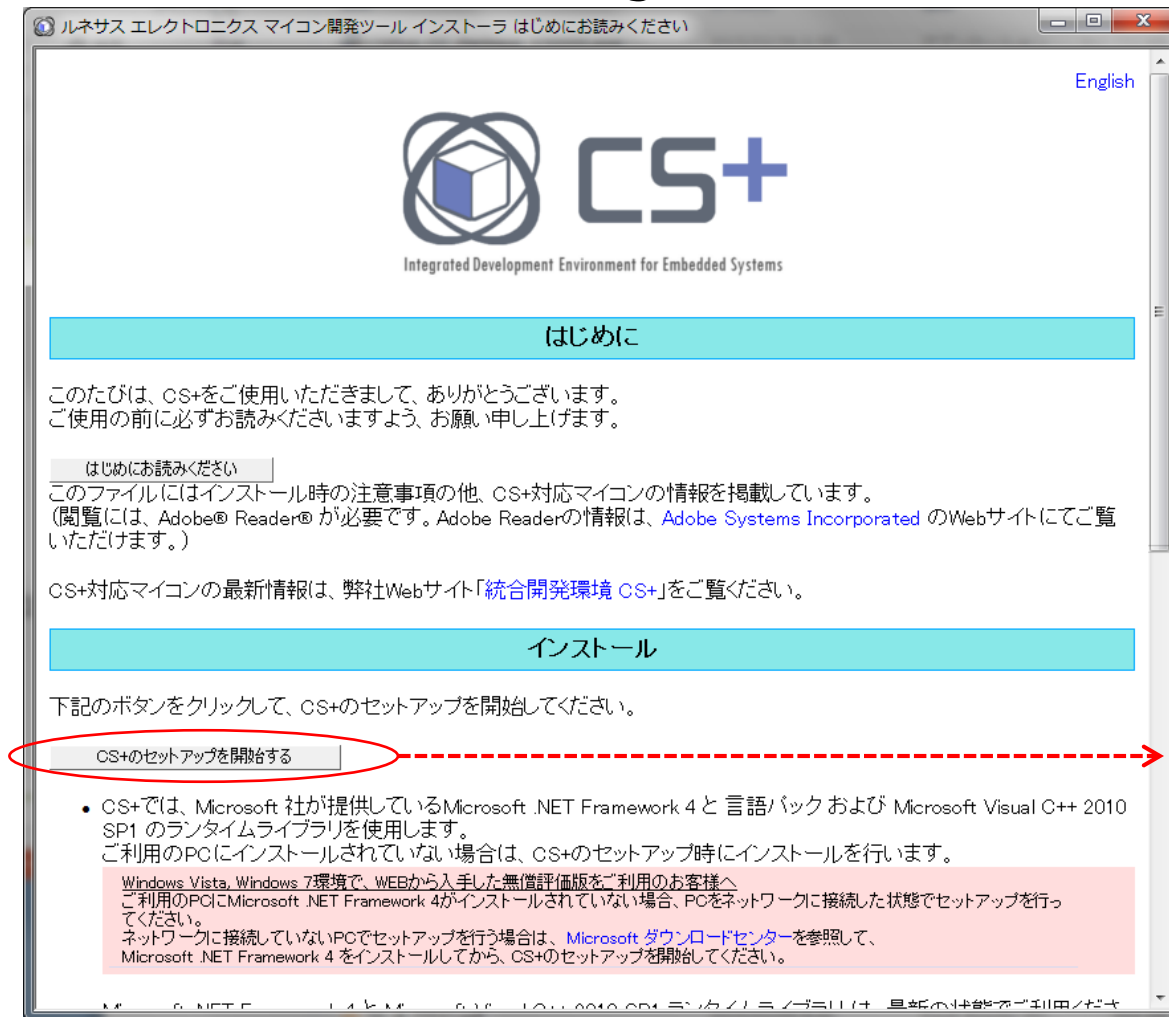 ルネサス エレクトロニクス マイコン開発ツール インストーラ はじめにお読みください
English
CS+
Integrated Development Environment for Embedded Systems
はじめに
このたびは、CS+をご使用いただきまして、ありがとうございます。
ご使用の前に必ずお読みくださいますよう、お願い申し上げます。
はじめにお読みください
このファイルにはインストール時の注意事項の他、CS+対応マイコンの情報を掲載しています。
(閲覧には、Adobe® Reader® が必要です。Adobe Readerの情報は、Adobe Systems Incorporated のWebサイトにてご覧
いただけます。)
CS+対応マイコンの最新情報は、弊社Webサイト「統合開発環境 CS+」をご覧ください。
インストール
下記のボタンをクリックして、CS+のセットアップを開始してください。
CS+のセットアップを開始する
• CS+では、Microsoft 社が提供しているMicrosoft .NET Framework 4と 言語パック および Microsoft Visual C++ 2010
SP1 のランタイムライブラリを使用します。
ご利用のPCにインストールされていない場合は、CS+のセットアップ時にインストールを行います。
Windows Vista, Windows 7環境で、WEBから入手した無償評価版をご利用のお客様へ
ご利用のPCにMicrosoft .NET Framework 4がインストールされていない場合、PCをネットワークに接続した状態でセットアップを行っ
てください。
ネットワークに接続していないPCでセットアップを行う場合は、Microsoft ダウンロードセンターを参照して、
Microsoft .NET Framework 4 をインストールしてから、CS+のセットアップを開始してください。